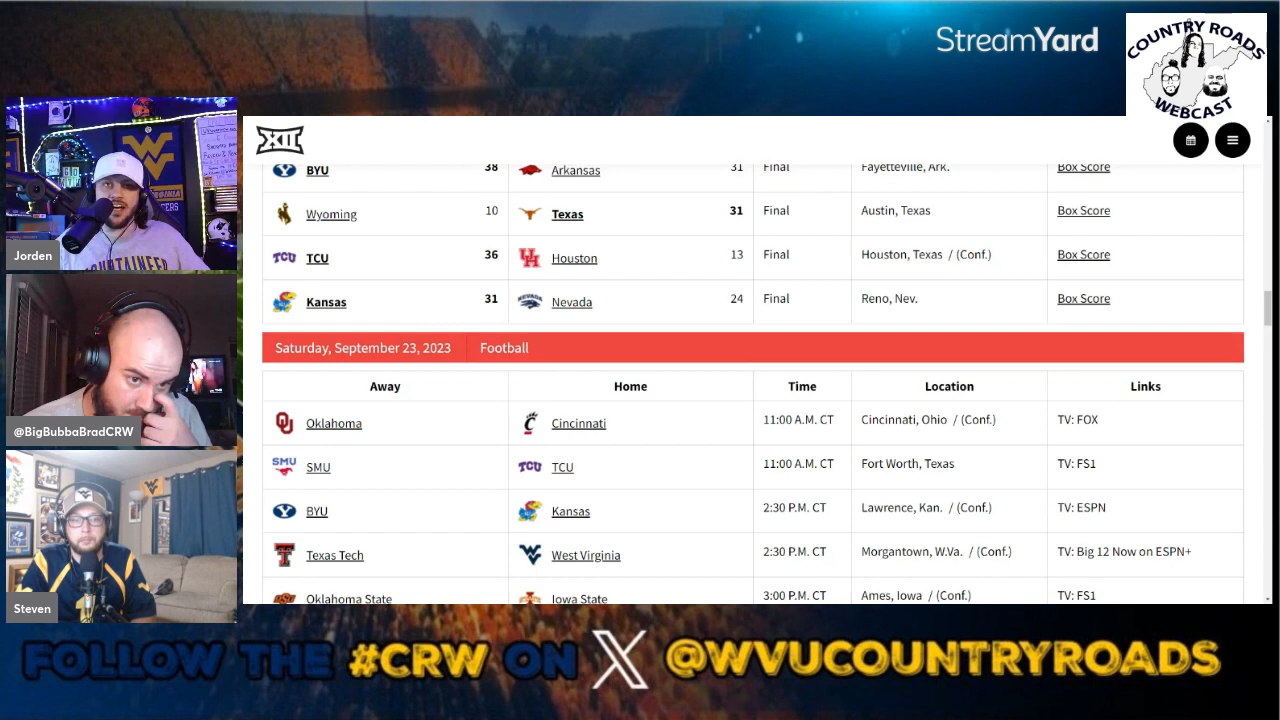 StreamYard
COUNTRY ROADS
WEBCAST
XII
BYU 38 Arkansas 31 Final Fayetteville, Ark. Box Score
Wyoming 10 Texas 31 Final Austin, Texas Box Score
TCU TCU 36 Houston 13 Final Houston, Texas / (Conf.) Box Score
Kansas 31 NEVADA Nevada 24 Final Reno, Nev. Box Score
Saturday, September 23, 2023 Football
Away Home Time Location Links
Oklahoma Cincinnati 11:00 A.M. CT Cincinnati, Ohio / (Conf.) TV: FOX
SMU SMU TCU TCU 11:00 A.M. CT Fort Worth, Texas TV: FS1
BYU Kansas 2:30 P.M. CT Lawrence, Kan. / (Conf.) TV: ESPN
Texas Tech West Virginia 2:30 P.M. CT Morgantown, W.Va. / (Conf.) TV: Big 12 Now on ESPN+
Oklahoma State Iowa State 3:00 P.M. CT Ames, Iowa / (Conf.) TV: FS1
MOUNTAINEER
Jorden
@BigBubbaBradCRW
Steven
FOLLOW THE #CRW ON X @WVUCOUNTRYROADS